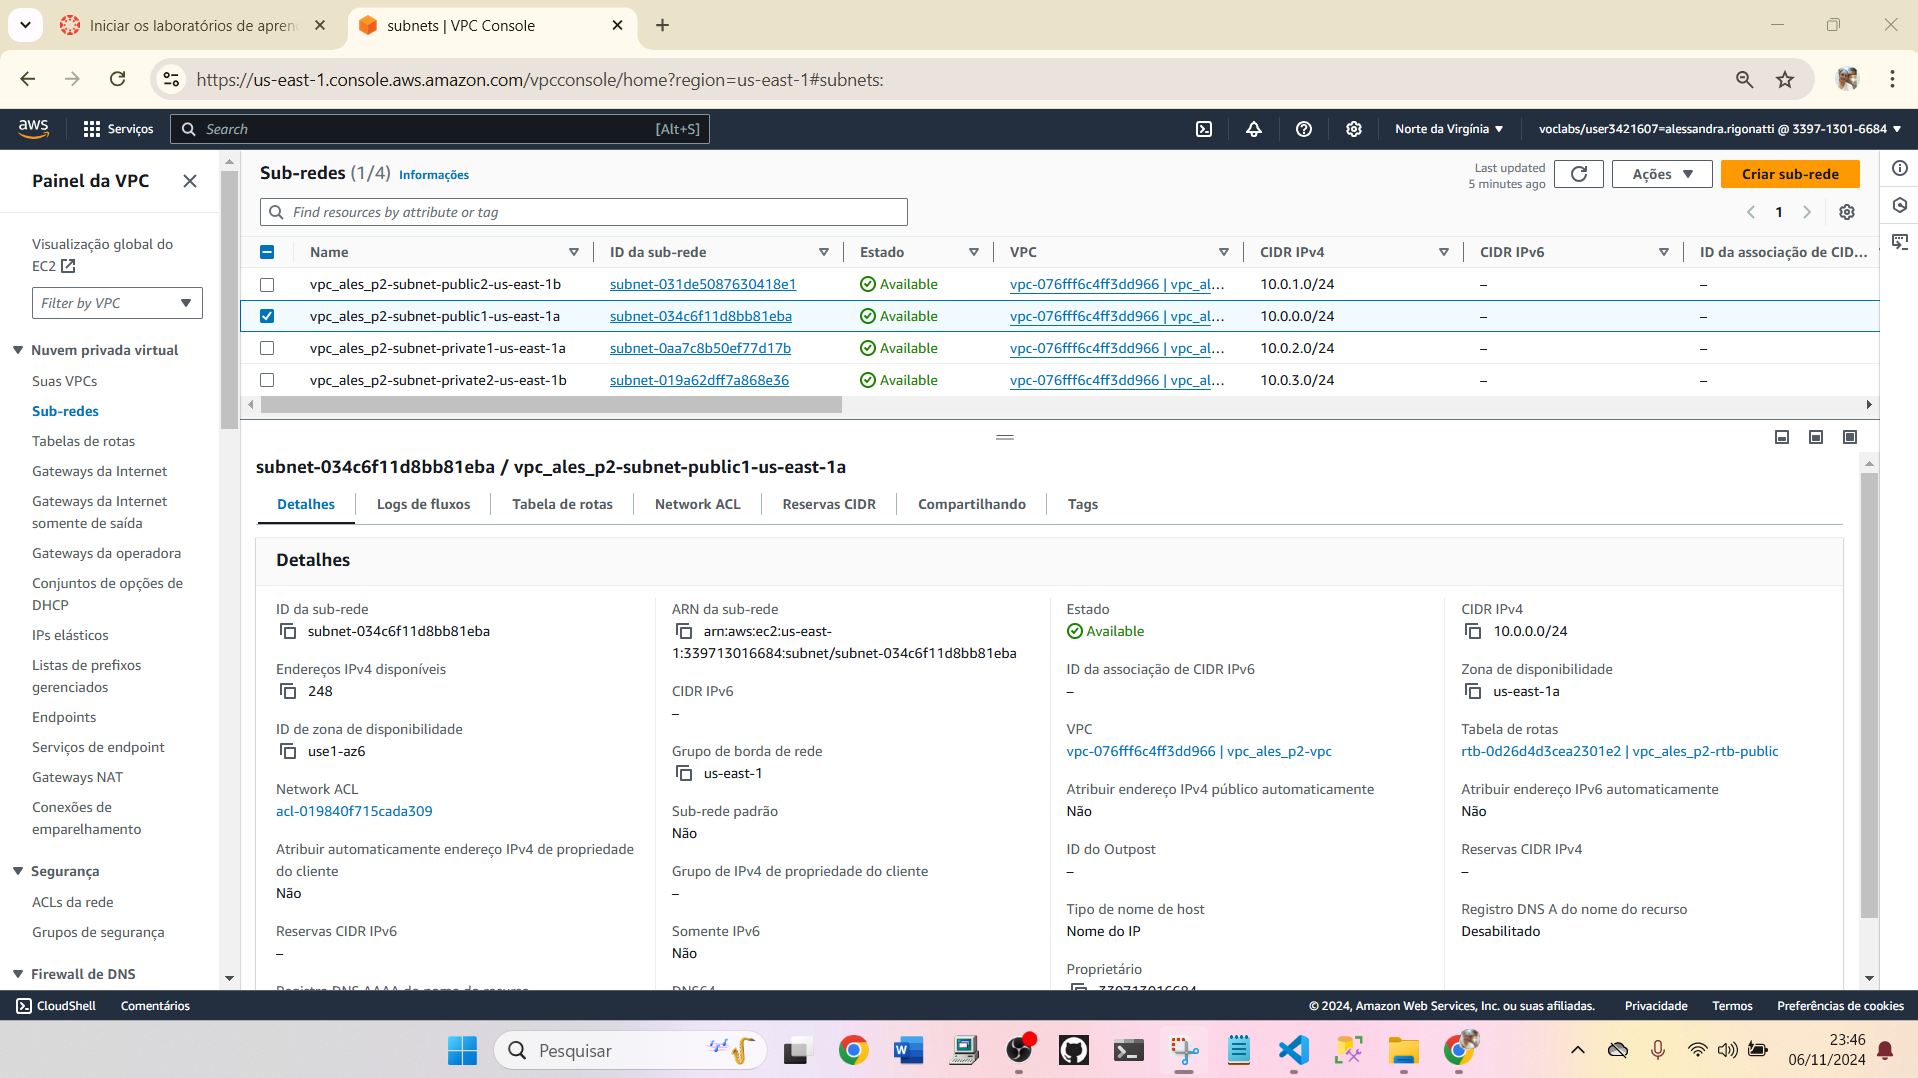 Iniciar os laboratórios de apren
subnets | VPC Console
https://us-east-1.console.aws.amazon.com/vpcconsole/home?region=us-east-1#subnets:
aws
Serviços
Search
[Alt+S]
Norte da Virgínia
voclabs/user3421607=alessandra.rigonatti @ 3397-1301-6684
Painel da VPC
Visualização global do
EC2
Filter by VPC
Nuvem privada virtual
Suas VPCs
Sub-redes
Tabelas de rotas
Gateways da Internet
Gateways da Internet
somente de saída
Gateways da operadora
Conjuntos de opções de
DHCP
IPs elásticos
Listas de prefixos
gerenciados
Endpoints
Serviços de endpoint
Gateways NAT
Conexões de
emparelhamento
Segurança
ACLs da rede
Grupos de segurança
Firewall de DNS
Sub-redes (1/4) Informações
Last updated
5 minutes ago
Ações
Criar sub-rede
Find resources by attribute or tag
1
Name ID da sub-rede Estado VPC CIDR IPv4 CIDR IPv6 ID da associação de CID...
vpc_ales_p2-subnet-public2-us-east-1b subnet-031de5087630418e1 Available vpc-076fff6c4ff3dd966 | vpc_al... 10.0.1.0/24 – –
vpc_ales_p2-subnet-public1-us-east-1a subnet-034c6f11d8bb81eba Available vpc-076fff6c4ff3dd966 | vpc_al... 10.0.0.0/24 – –
vpc_ales_p2-subnet-private1-us-east-1a subnet-0aa7c8b50ef77d17b Available vpc-076fff6c4ff3dd966 | vpc_al... 10.0.2.0/24 – –
vpc_ales_p2-subnet-private2-us-east-1b subnet-019a62dff7a868e36 Available vpc-076fff6c4ff3dd966 | vpc_al... 10.0.3.0/24 – –
subnet-034c6f11d8bb81eba / vpc_ales_p2-subnet-public1-us-east-1a
Detalhes Logs de fluxos Tabela de rotas Network ACL Reservas CIDR Compartilhando Tags
Detalhes
ID da sub-rede
subnet-034c6f11d8bb81eba
Endereços IPv4 disponíveis
248
ID de zona de disponibilidade
use1-az6
Network ACL
acl-019840f715cada309
Atribuir automaticamente endereço IPv4 de propriedade
do cliente
Não
Reservas CIDR IPv6
–
Registro DNS AAAA do nome do recurso
ARN da sub-rede
arn:aws:ec2:us-east-
1:339713016684:subnet/subnet-034c6f11d8bb81eba
CIDR IPv6
–
Grupo de borda de rede
us-east-1
Sub-rede padrão
Não
Grupo de IPv4 de propriedade do cliente
–
Somente IPv6
Não
DNS64
Estado
Available
ID da associação de CIDR IPv6
–
VPC
vpc-076fff6c4ff3dd966 | vpc_ales_p2-vpc
Atribuir endereço IPv4 público automaticamente
Não
ID do Outpost
–
Tipo de nome de host
Nome do IP
Proprietário
339713016684
CIDR IPv4
10.0.0.0/24
Zona de disponibilidade
us-east-1a
Tabela de rotas
rtb-0d26d4d3cea2301e2 | vpc_ales_p2-rtb-public
Atribuir endereço IPv6 automaticamente
Não
Reservas CIDR IPv4
–
Registro DNS A do nome do recurso
Desabilitado
CloudShell
Comentários
© 2024, Amazon Web Services, Inc. ou suas afiliadas.
Privacidade
Termos
Preferências de cookies
Pesquisar
23:46
06/11/2024